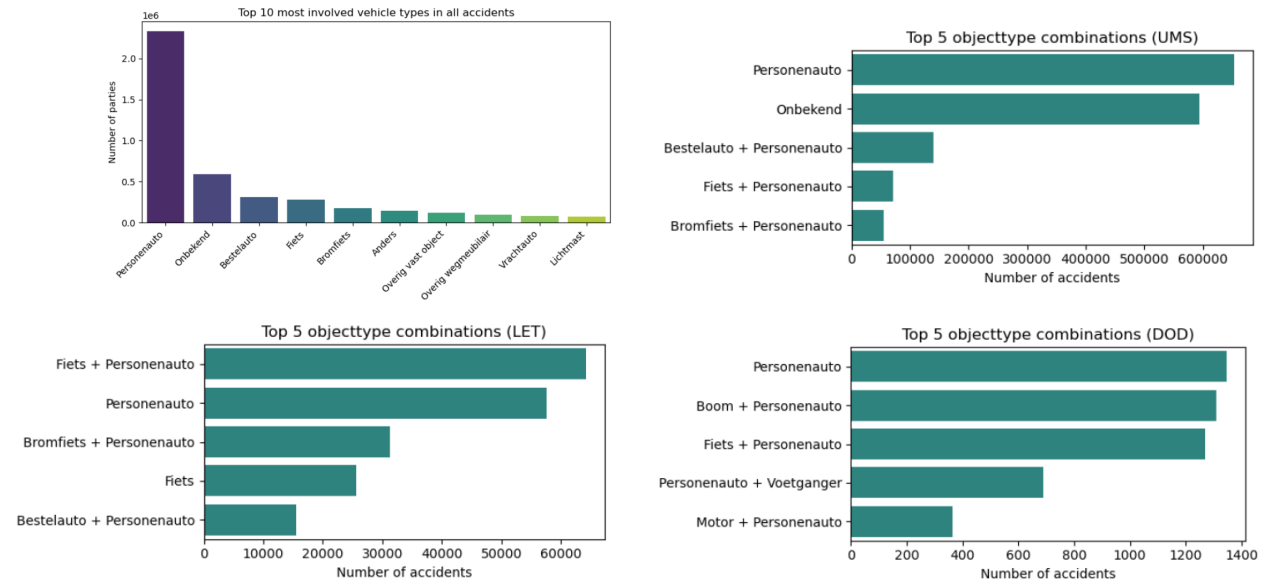 Top 10 most involved vehicle types in all accidents
1e6
Number of parties
2.0
1.5
1.0
0.5
0.0
Personenauto
Onbekend
Bestelauto
Fiets
Bromfiets
Anders
Overig vast object
Overig wegmeubilair
Vrachtauto
Lichtmast
Top 5 objecttype combinations (UMS)
Personenauto
Onbekend
Bestelauto + Personenauto
Fiets + Personenauto
Bromfiets + Personenauto
0 100000 200000 300000 400000 500000 600000
Number of accidents
Top 5 objecttype combinations (LET)
Fiets + Personenauto
Personenauto
Bromfiets + Personenauto
Fiets
Bestelauto + Personenauto
0 10000 20000 30000 40000 50000 60000
Number of accidents
Top 5 objecttype combinations (DOD)
Personenauto
Boom + Personenauto
Fiets + Personenauto
Personenauto + Voetganger
Motor + Personenauto
0 200 400 600 800 1000 1200 1400
Number of accidents